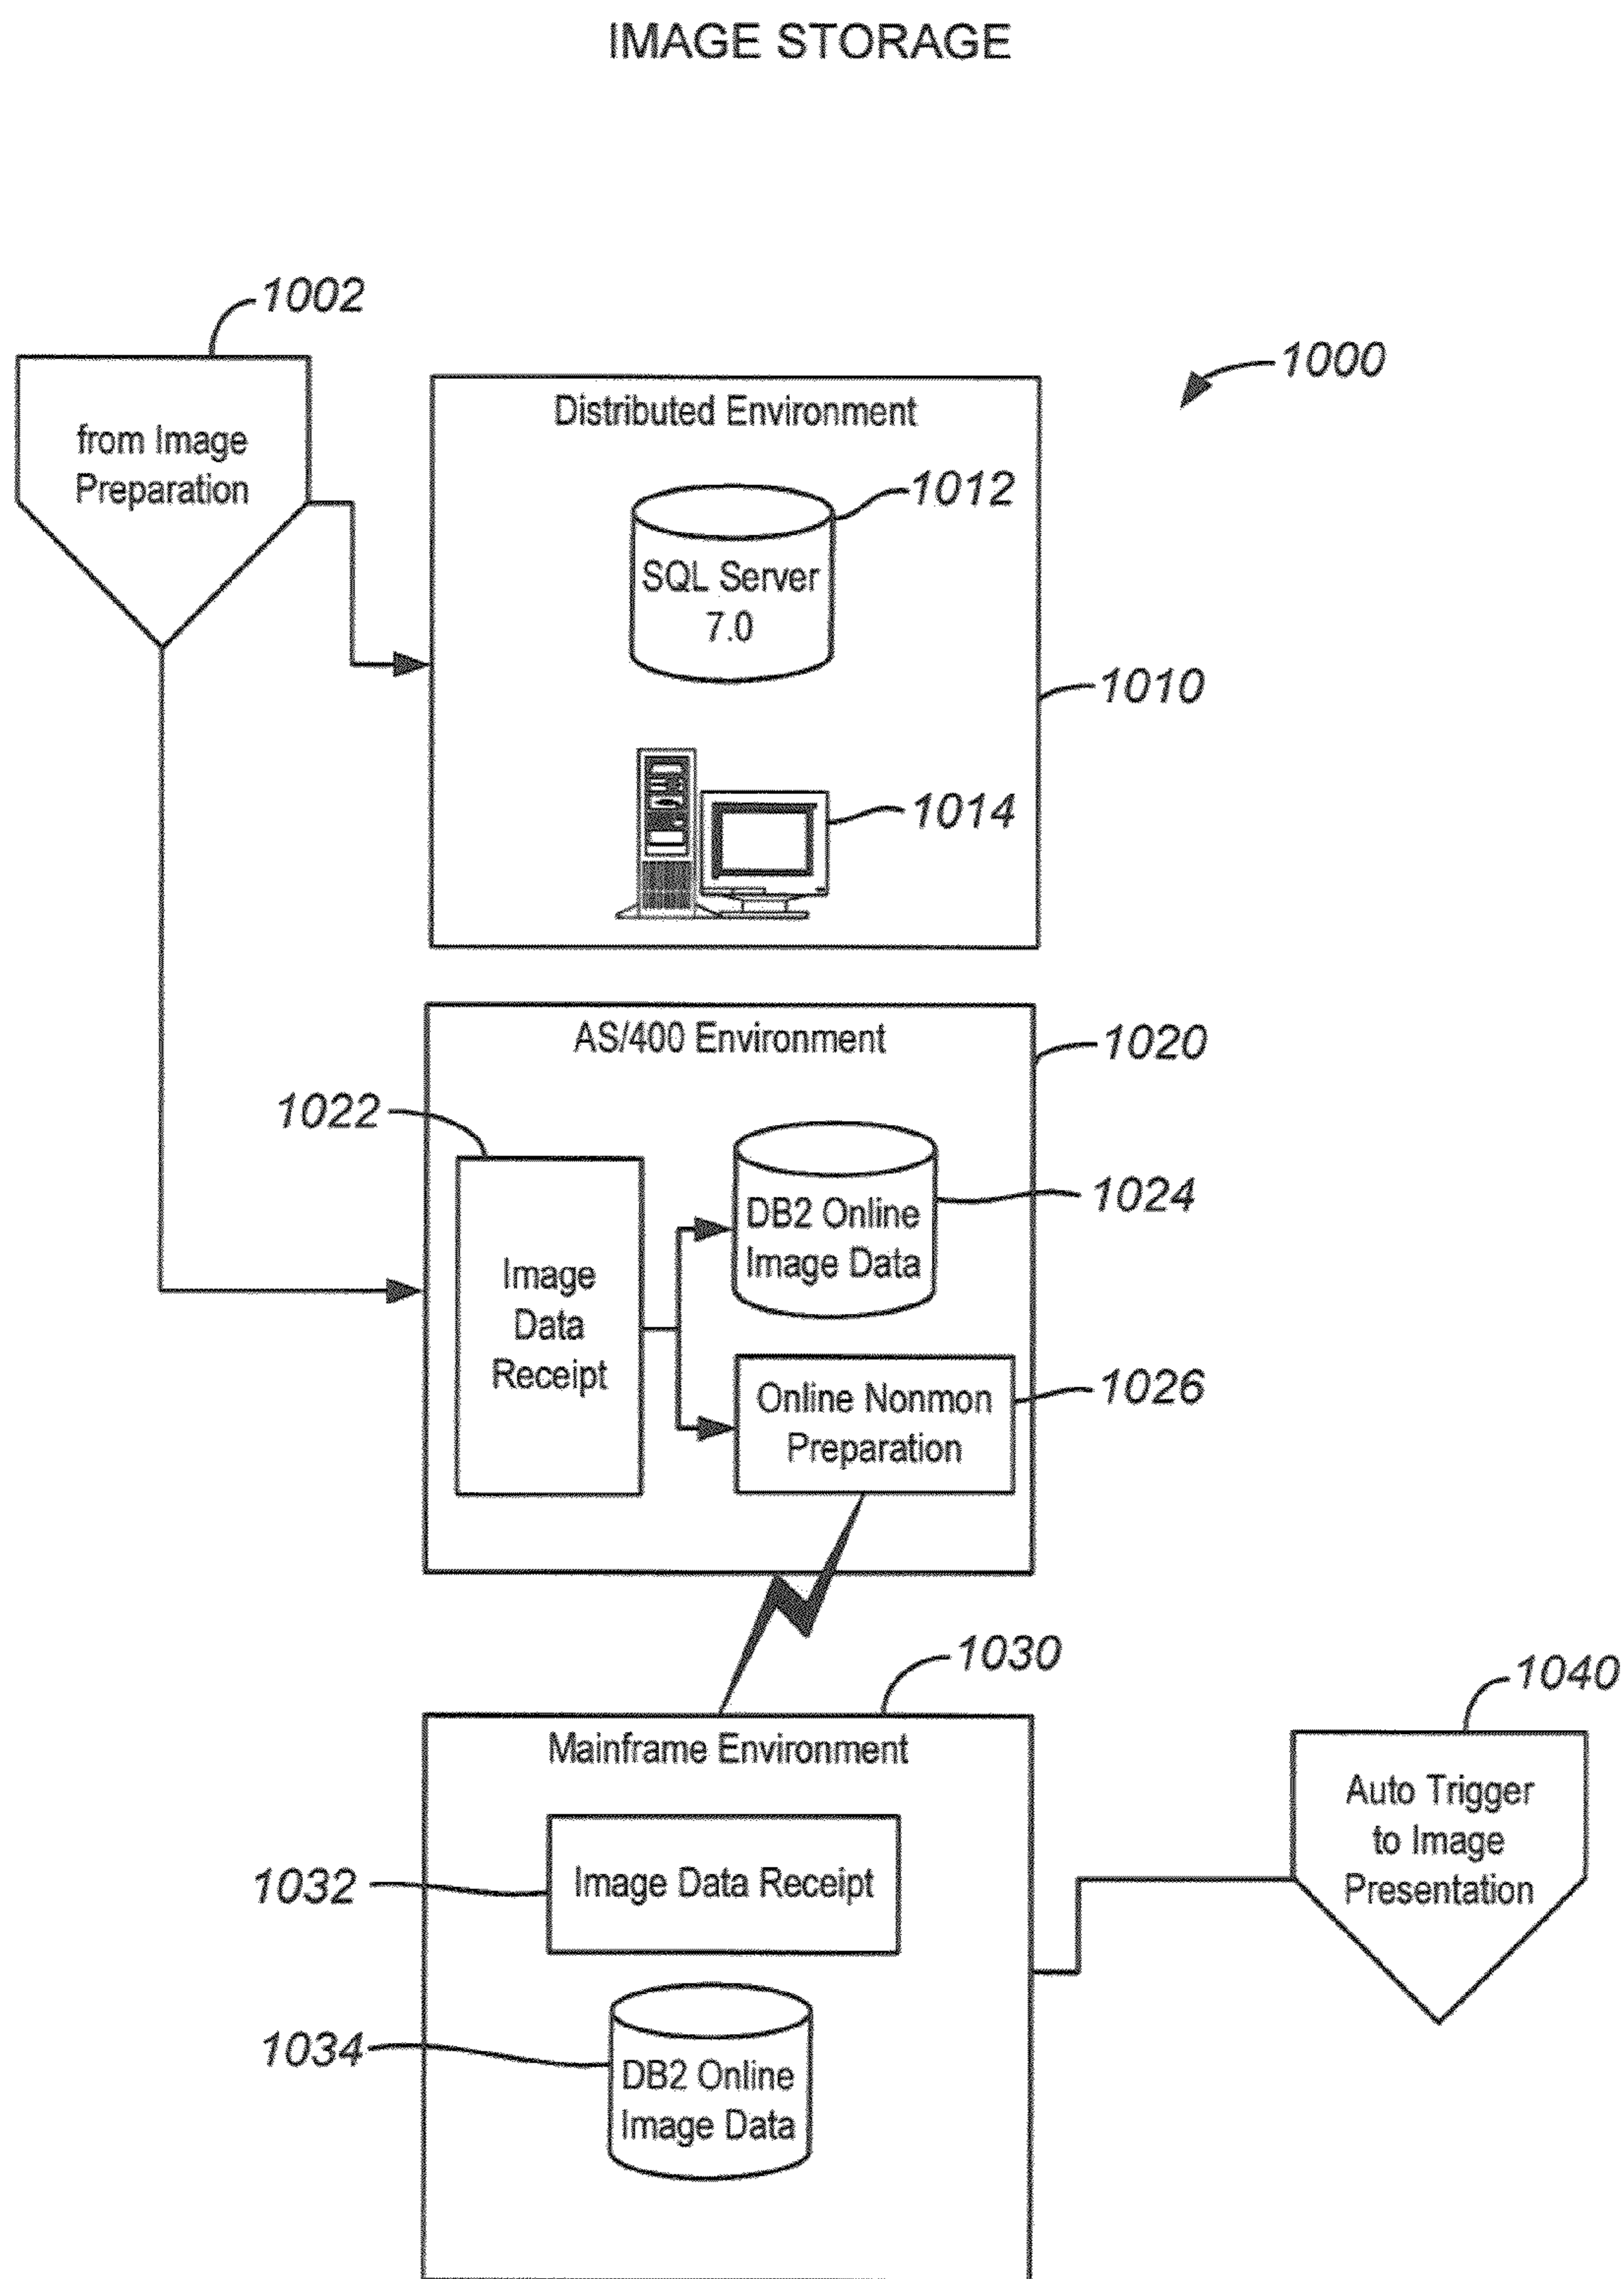 IMAGE STORAGE
1002
1000
from Image
Preparation
Distributed Environment
1012
SQL Server
7.0
1010
1014
AS/400 Environment
1020
1022
DB2 Online
Image Data
1024
Image
Data
Receipt
Online Nonmon
Preparation
1026
1030
1040
Mainframe Environment
Auto Trigger
to Image
Presentation
1032
Image Data Receipt
1034
DB2 Online
Image Data